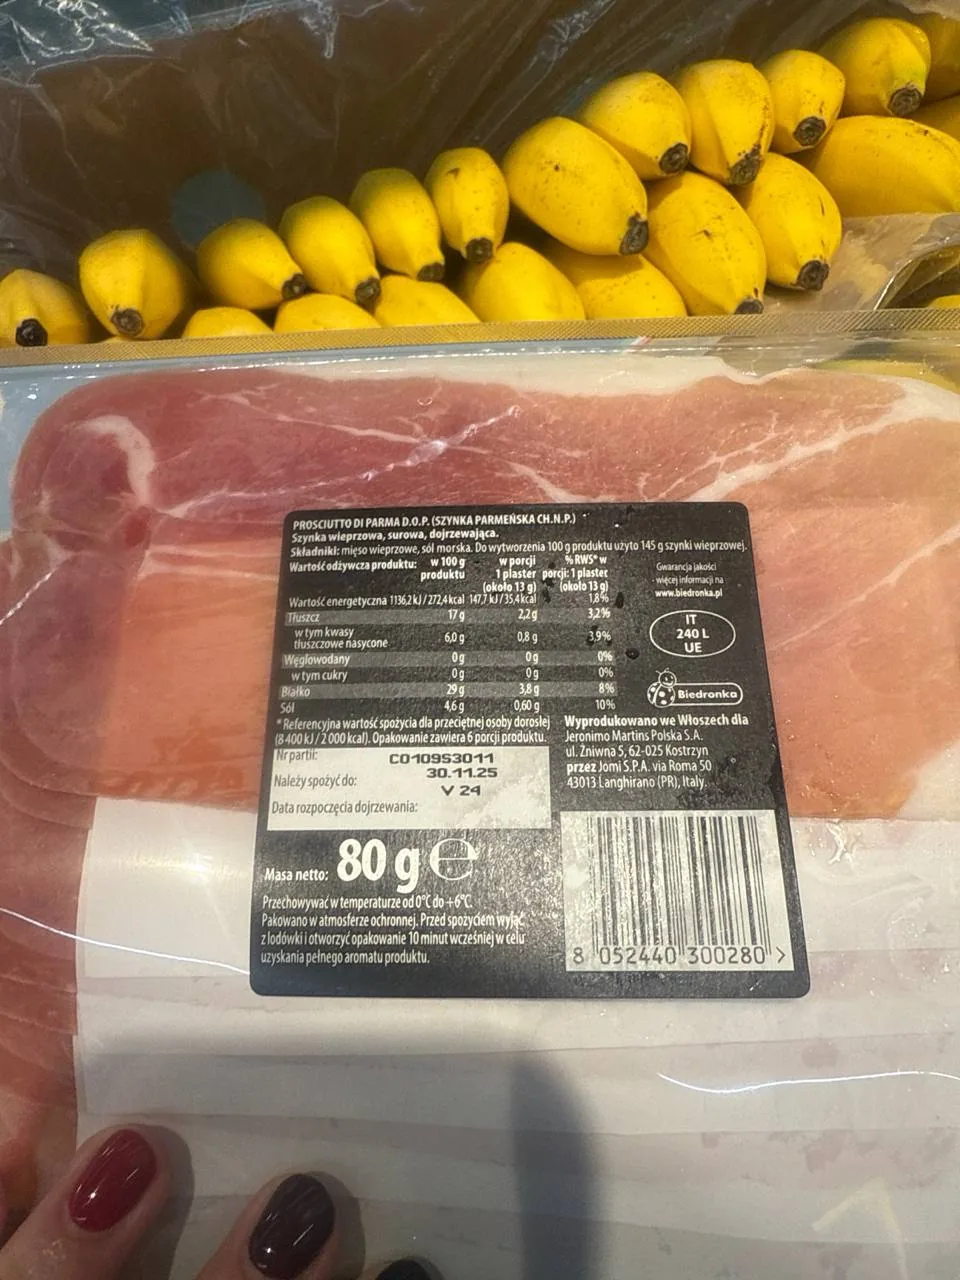 PROSCIUTTO DI PARMA D.O.P. (SZYNKA PARMEŃSKA CH.N.P.)
Szynka wieprzowa, surowa, dojrzewająca.
Składniki: mięso wieprzowe, sól morska. Do wytworzenia 100 g produktu użyto 145 g szynki wieprzowej.
Wartość odżywcza produktu: w 100 g produktu w porcji 1 plaster (około 13 g) % RWS* w porcji: 1 plaster (około 13 g)
Wartość energetyczna 1136,2 kJ / 272,4 kcal 147,7 kJ / 35,4 kcal 1,8%
Tłuszcz 17 g 2,2 g 3,2%
w tym kwasy tłuszczowe nasycone 6,0 g 0,8 g 3,9%
Węglowodany 0 g 0 g 0%
w tym cukry 0 g 0 g 0%
Białko 29 g 3,8 g 8%
Sól 4,6 g 0,60 g 10%
* Referencyjna wartość spożycia dla przeciętnej osoby dorosłej
(8 400 kJ / 2 000 kcal). Opakowanie zawiera 6 porcji produktu.
Gwarancja jakości
więcej informacji na
www.biedronka.pl
IT
240 L
UE
Biedronka
Wyprodukowano we Włoszech dla
Jeronimo Martins Polska S.A.
ul. Żniwna 5, 62-025 Kostrzyn
przez Jomi S.P.A. via Roma 50
43013 Langhirano (PR), Italy.
Nr partii: C0109S3011
Należy spożyć do: 30.11.25
V 24
Data rozpoczęcia dojrzewania:
Masa netto: 80 g e
Przechowywać w temperaturze od 0°C do +6°C.
Pakowano w atmosferze ochronnej. Przed spożyciem wyjąć
z lodówki i otworzyć opakowanie 10 minut wcześniej w celu
uzyskania pełnego aromatu produktu.
8 052440 300280 >